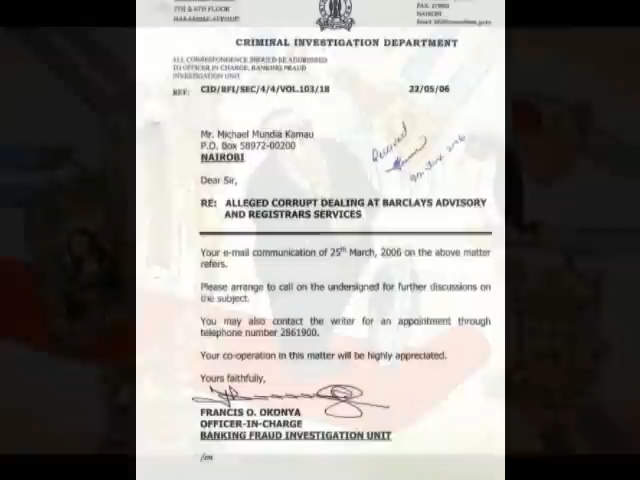 7TH & 8TH FLOOR
NAIROBI
CRIMINAL INVESTIGATION DEPARTMENT
ALL CORRESPONDENCE SHOULD BE ADDRESSED
TO OFFICER IN CHARGE, BANKING FRAUD
INVESTIGATION UNIT
REF: CID/BFI/SEC/4/4/VOL.103/18 22/05/06
Mr. Michael Mundia Kamau
P.O. Box 58972-00200
NAIROBI
Received
Dear Sir,
RE: ALLEGED CORRUPT DEALING AT BARCLAYS ADVISORY
AND REGISTRARS SERVICES
Your e-mail communication of 25th March, 2006 on the above matter
refers.
Please arrange to call on the undersigned for further discussions on
the subject.
You may also contact the writer for an appointment through
telephone number 2861900.
Your co-operation in this matter will be highly appreciated.
Yours faithfully,
FRANCIS O. OKONYA
OFFICER-IN-CHARGE
BANKING FRAUD INVESTIGATION UNIT